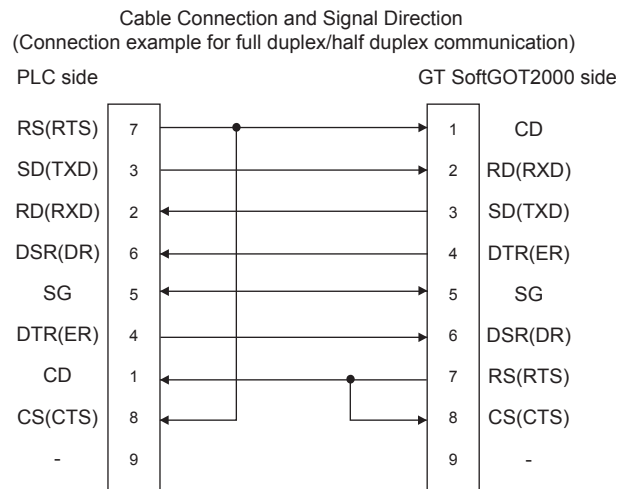 Cable Connection and Signal Direction
(Connection example for full duplex/half duplex communication)
PLC side GT SoftGOT2000 side
RS(RTS) 7 1 CD
SD(TXD) 3 2 RD(RXD)
RD(RXD) 2 3 SD(TXD)
DSR(DR) 6 4 DTR(ER)
SG 5 5 SG
DTR(ER) 4 6 DSR(DR)
CD 1 7 RS(RTS)
CS(CTS) 8 8 CS(CTS)
- 9 9 -